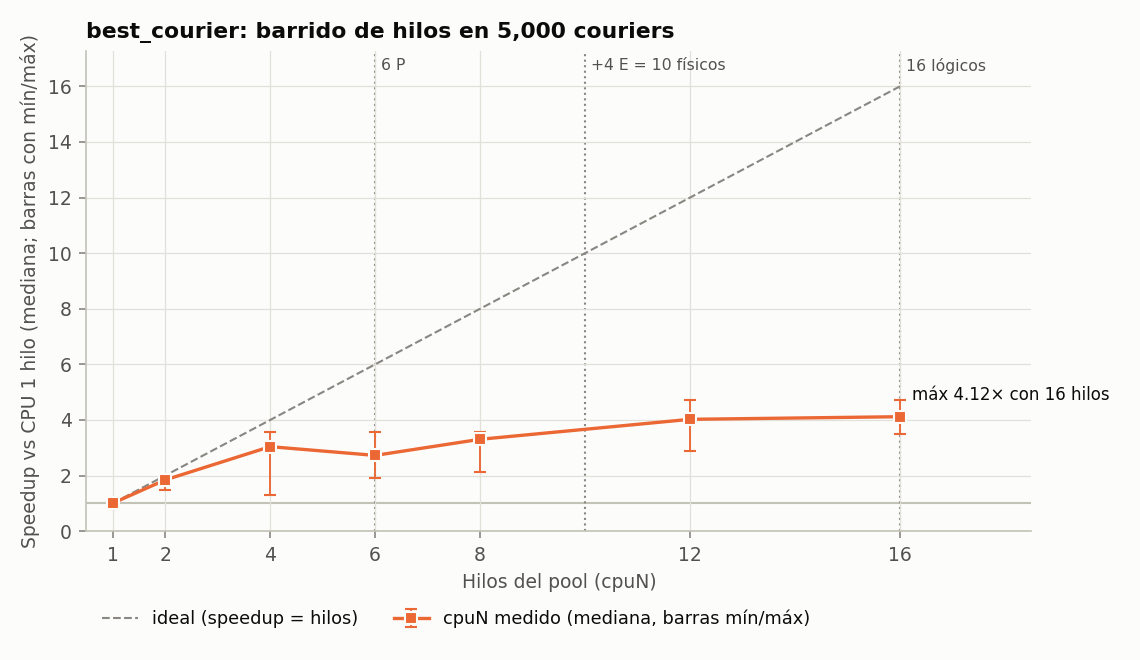 best_courier: barrido de hilos en 5,000 couriers
Speedup vs CPU 1 hilo (mediana; barras con mín/máx)
6 P
+4 E = 10 físicos
16 lógicos
16
14
12
10
8
6
4
2
0
máx 4.12× con 16 hilos
1 2 4 6 8 12 16
Hilos del pool (cpuN)
ideal (speedup = hilos)
cpuN medido (mediana, barras mín/máx)